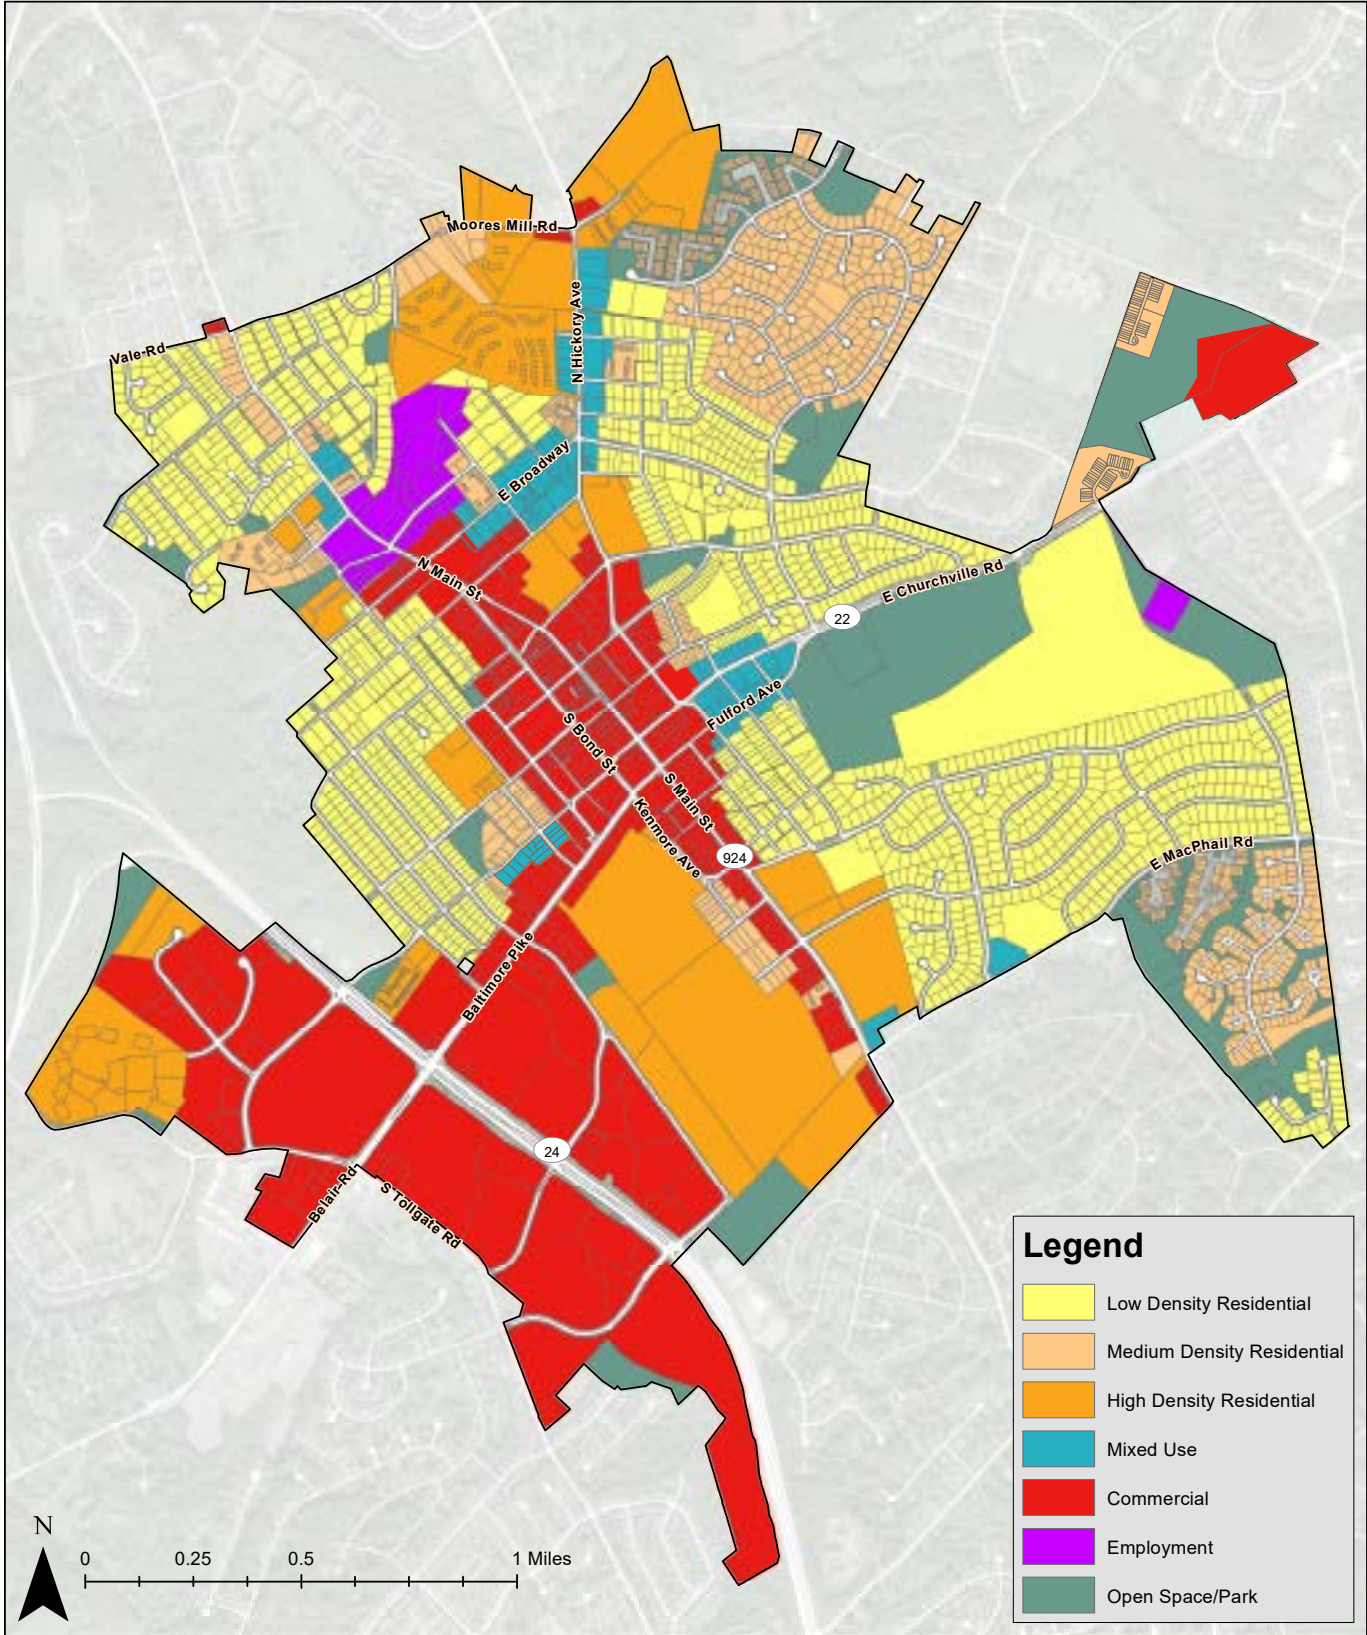 Moores Mill Rd
Vale Rd
N Hickory Ave
E Broadway
N Main St
E Churchville Rd
22
Fulford Ave
S Bond St
S Main St
Kenmore Ave
924
E MacPhail Rd
Baltimore Pike
24
Belair Rd
S Tollgate Rd
Legend
Low Density Residential
Medium Density Residential
High Density Residential
Mixed Use
Commercial
Employment
Open Space/Park
N
0 0.25 0.5 1 Miles